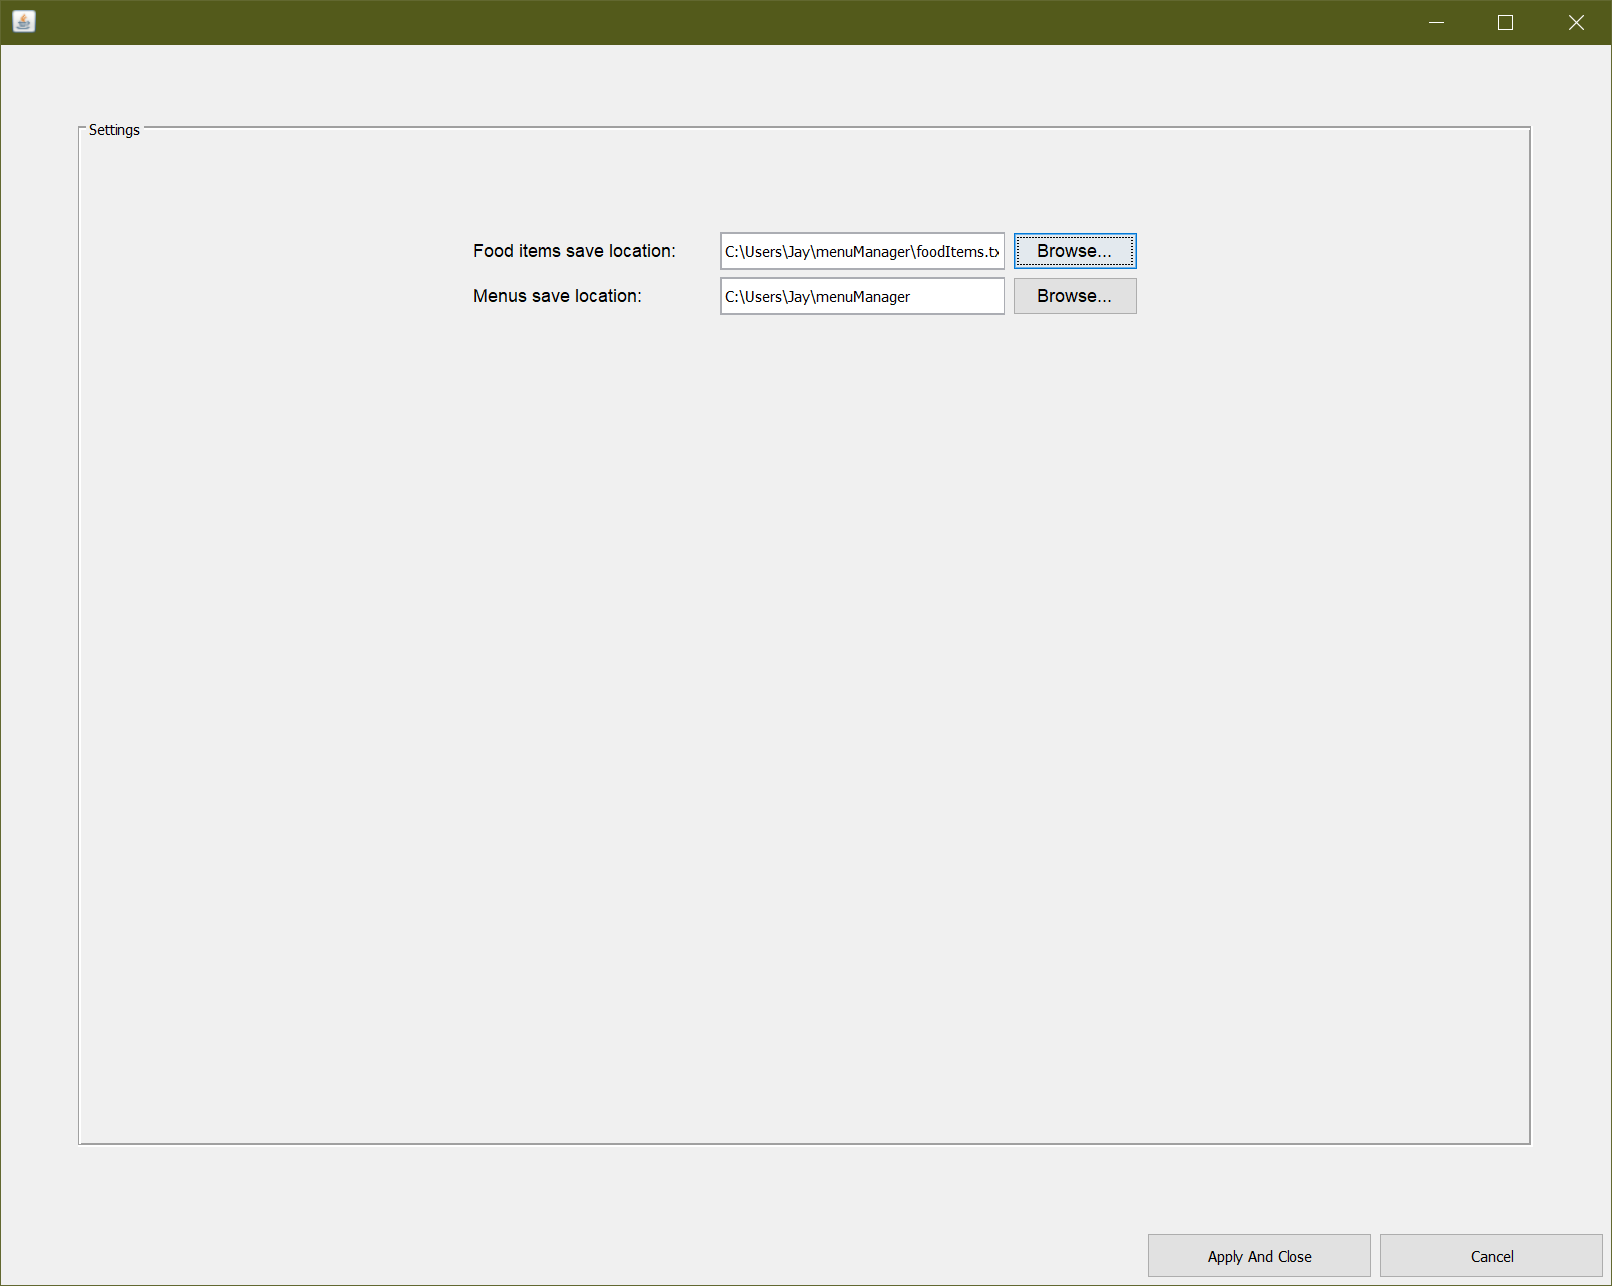 Settings
Food items save location: C:\Users\Jay\menuManager\foodItems.tx Browse...
Menus save location: C:\Users\Jay\menuManager Browse...
Apply And Close Cancel